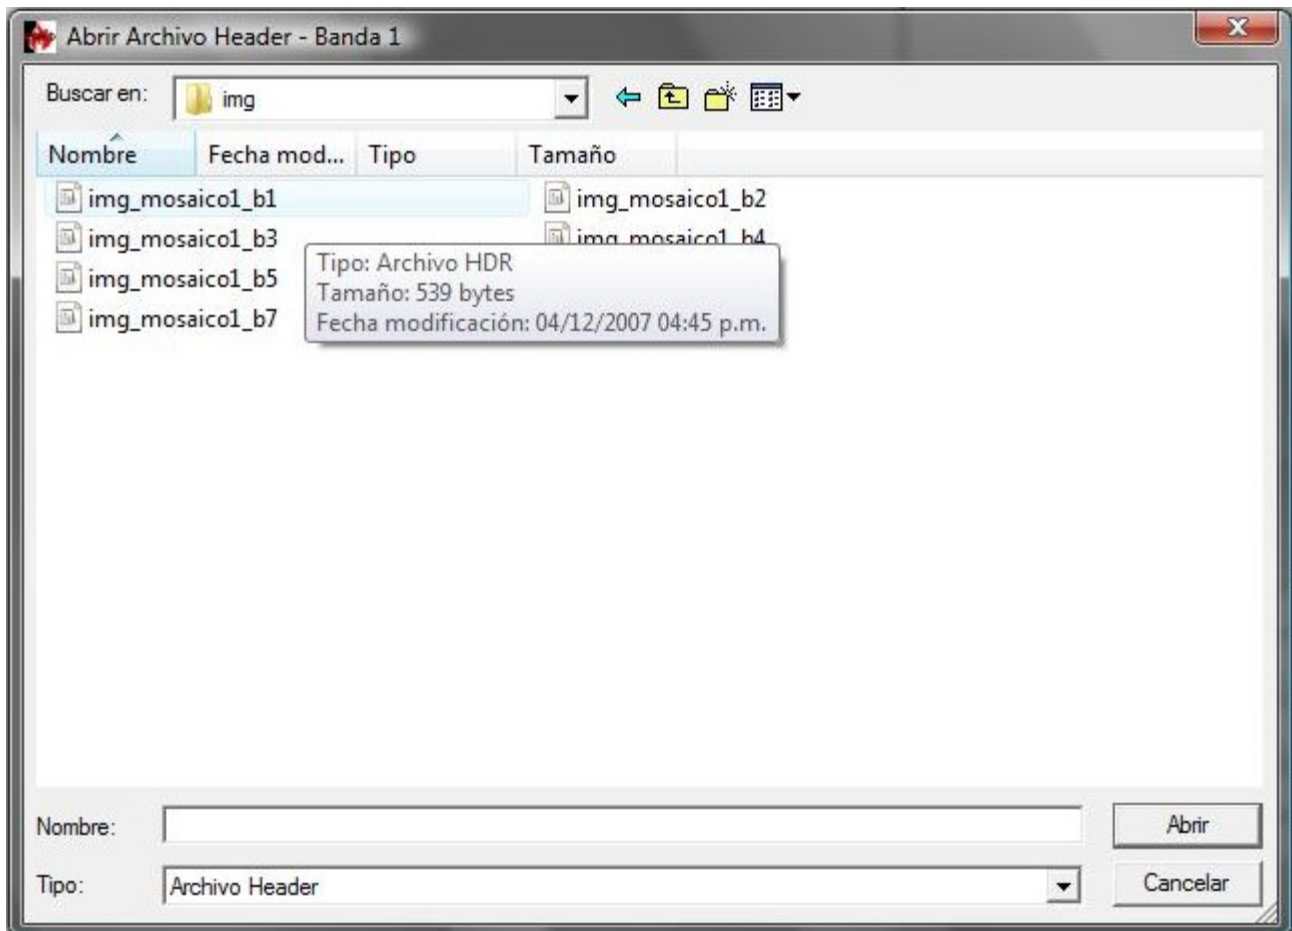 Abrir Archivo Header - Banda 1
Buscar en: img
Nombre Fecha mod... Tipo Tamaño
img_mosaico1_b1 img_mosaico1_b2
img_mosaico1_b3 img_mosaico1_b4
img_mosaico1_b5
img_mosaico1_b7
Tipo: Archivo HDR
Tamaño: 539 bytes
Fecha modificación: 04/12/2007 04:45 p.m.
Nombre: Abrir
Tipo: Archivo Header Cancelar